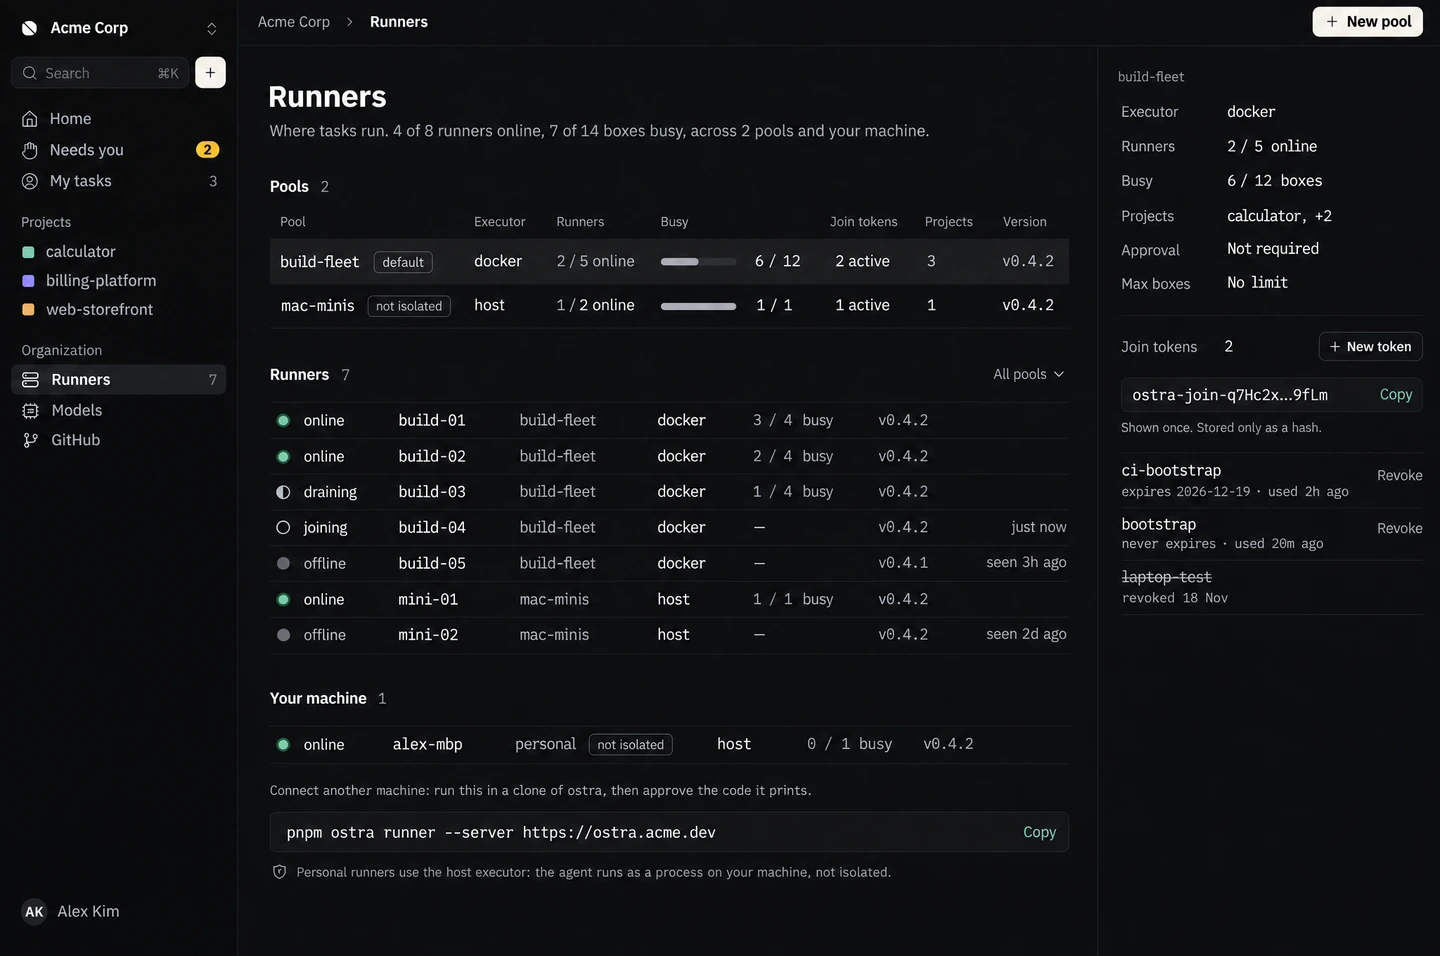 Acme Corp
Search ⌘K +
Home
Needs you 2
My tasks 3
Projects
calculator
billing-platform
web-storefront
Organization
Runners 7
Models
GitHub
AK Alex Kim
Acme Corp > Runners
+ New pool
Runners
Where tasks run. 4 of 8 runners online, 7 of 14 boxes busy, across 2 pools and your machine.
Pools 2
Pool Executor Runners Busy Join tokens Projects Version
build-fleet default docker 2 / 5 online 6 / 12 2 active 3 v0.4.2
mac-minis not isolated host 1 / 2 online 1 / 1 1 active 1 v0.4.2
Runners 7 All pools
online build-01 build-fleet docker 3 / 4 busy v0.4.2
online build-02 build-fleet docker 2 / 4 busy v0.4.2
draining build-03 build-fleet docker 1 / 4 busy v0.4.2
joining build-04 build-fleet docker — v0.4.2 just now
offline build-05 build-fleet docker — v0.4.1 seen 3h ago
online mini-01 mac-minis host 1 / 1 busy v0.4.2
offline mini-02 mac-minis host — v0.4.2 seen 2d ago
Your machine 1
online alex-mbp personal not isolated host 0 / 1 busy v0.4.2
Connect another machine: run this in a clone of ostra, then approve the code it prints.
pnpm ostra runner --server https://ostra.acme.dev Copy
Personal runners use the host executor: the agent runs as a process on your machine, not isolated.
build-fleet
Executor docker
Runners 2 / 5 online
Busy 6 / 12 boxes
Projects calculator, +2
Approval Not required
Max boxes No limit
Join tokens 2 + New token
ostra-join-q7Hc2x...9fLm Copy
Shown once. Stored only as a hash.
ci-bootstrap Revoke
expires 2026-12-19 · used 2h ago
bootstrap Revoke
never expires · used 20m ago
laptop-test
revoked 18 Nov